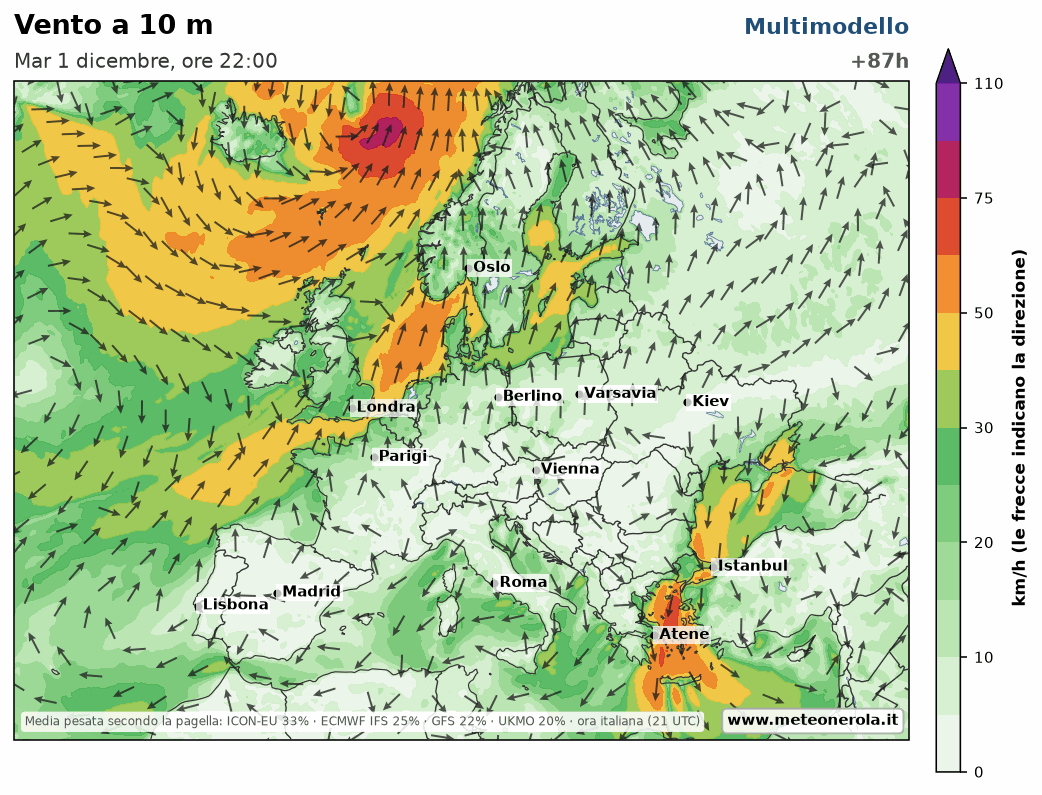 Vento a 10 m
Multimodello
Mar 1 dicembre, ore 22:00
+87h
110
75
50
30
20
10
0
km/h (le frecce indicano la direzione)
Oslo
Londra
Berlino
Varsavia
Kiev
Parigi
Vienna
Istanbul
Roma
Madrid
Lisbona
Atene
Media pesata secondo la pagella: ICON-EU 33% · ECMWF IFS 25% · GFS 22% · UKMO 20% · ora italiana (21 UTC)
www.meteonerola.it